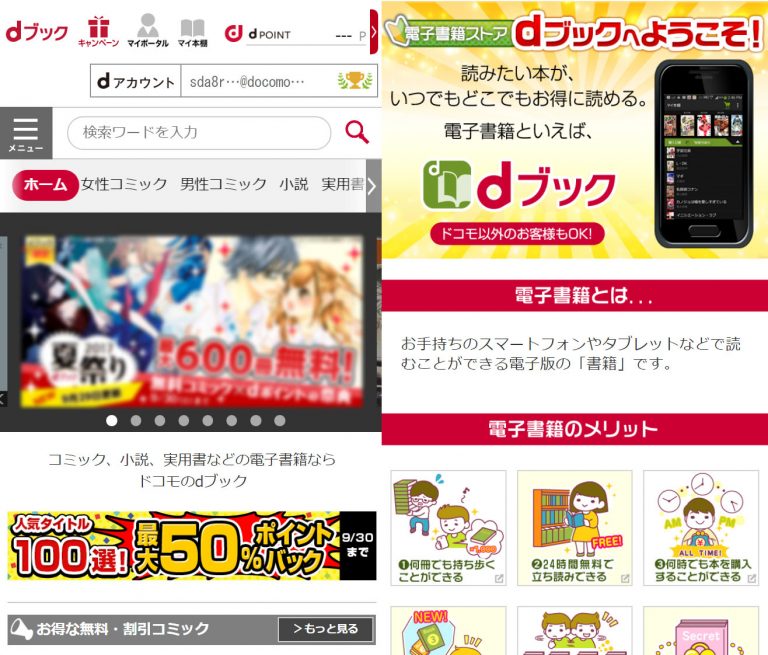 dブック
キャンペーン
マイポータル
マイ本棚
d POINT
--- P
dアカウント
sda8r…@docomo…
メニュー
検索ワードを入力
ホーム 女性コミック 男性コミック 小説 実用書
夏祭り
最大600冊無料!
無料コミック
dポイント
NEW
コミック、小説、実用書などの電子書籍なら
ドコモのdブック
人気タイトル
100選!
最大50%ポイントバック
9/30
まで
お得な無料・割引コミック
>もっと見る
電子書籍ストア dブックへようこそ!
読みたい本が、
いつでもどこでもお得に読める。
電子書籍といえば、
dブック
ドコモ以外のお客様もOK!
マイ本棚
電子書籍とは...
お手持ちのスマートフォンやタブレットなどで読
むことができる電子版の「書籍」です。
電子書籍のメリット
❶何冊でも持ち歩く
ことができる
FREE!
❷24時間無料で
立ち読みできる
AM PM
ALL TIME!
❸何時でも本を購入
することができる
NEW!
Secret